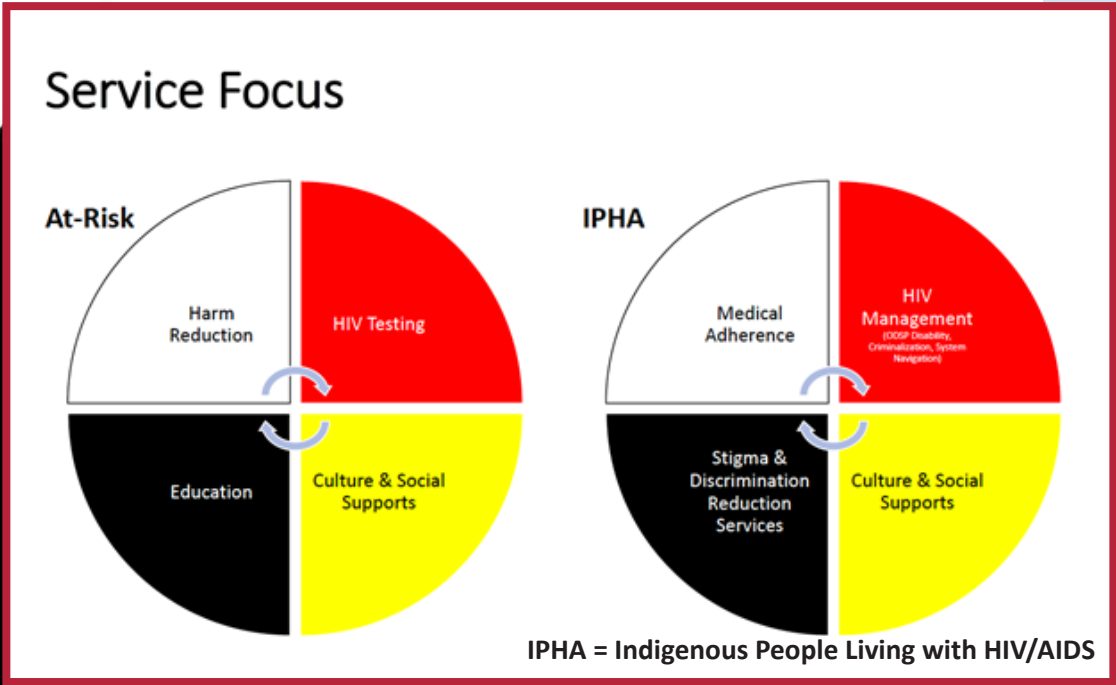 Service Focus
At-Risk
Harm
Reduction
HIV Testing
Education
Culture & Social
Supports
IPHA
Medical
Adherence
HIV
Management
(ODSP Disability,
Criminalization, System
Navigation)
Stigma &
Discrimination
Reduction
Services
Culture & Social
Supports
IPHA = Indigenous People Living with HIV/AIDS